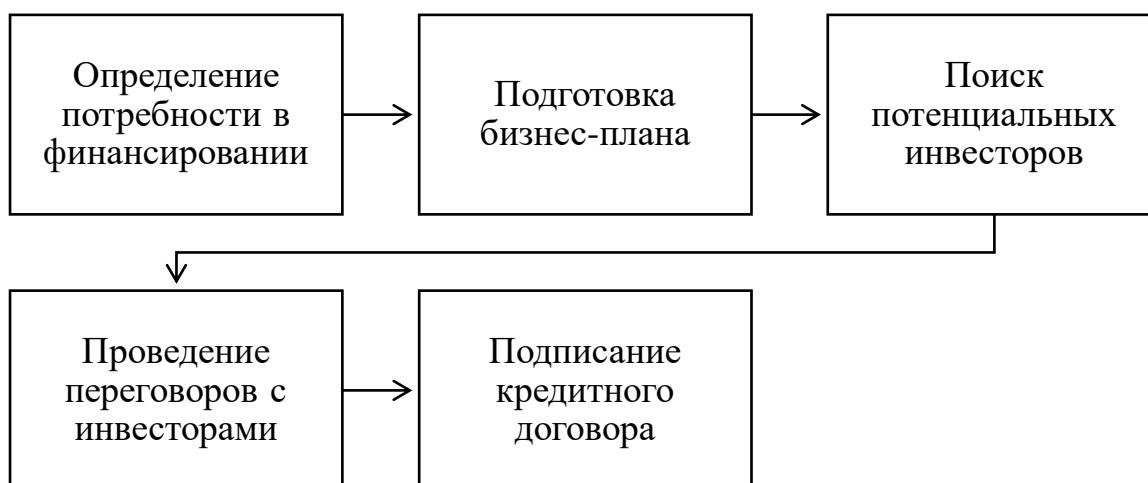 Определение
потребности в
финансировании
Подготовка
бизнес-плана
Поиск
потенциальных
инвесторов
Проведение
переговоров с
инвесторами
Подписание
кредитного
договора